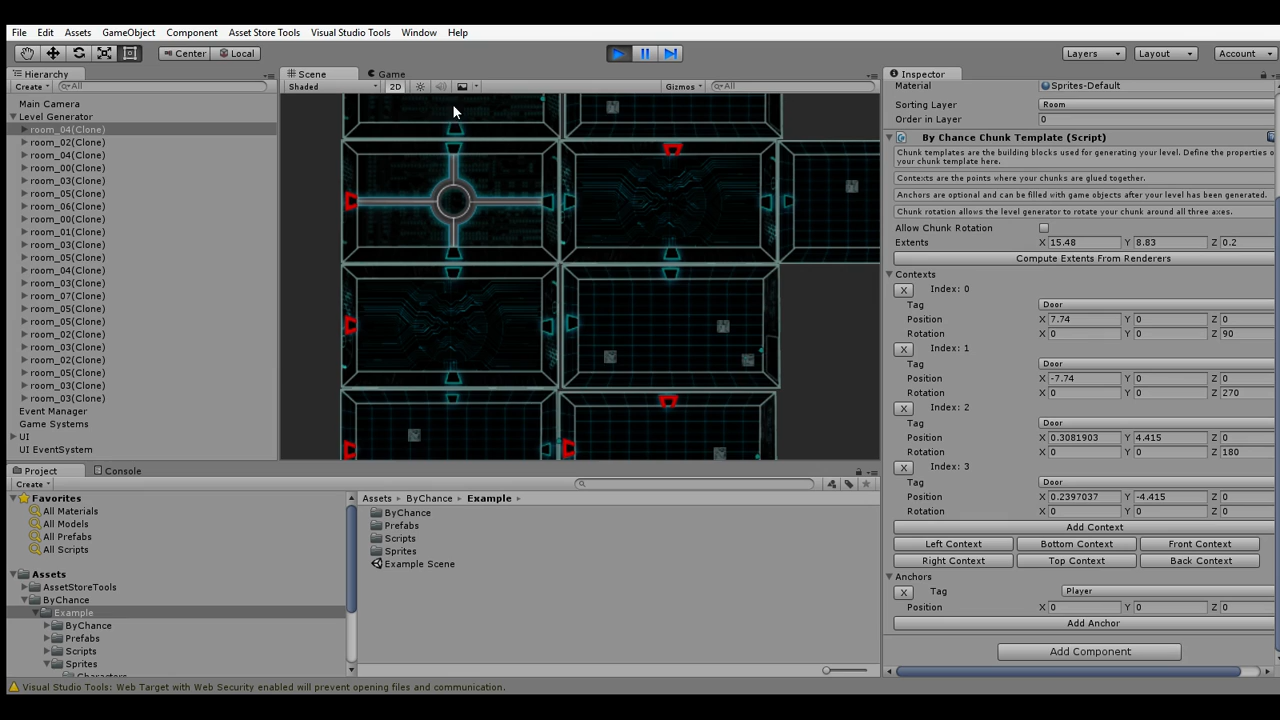 File Edit Assets GameObject Component Asset Store Tools Visual Studio Tools Window Help
Center Local Layers Layout Account
Hierarchy
Create All
Main Camera
Level Generator
room_04(Clone)
room_02(Clone)
room_04(Clone)
room_00(Clone)
room_03(Clone)
room_05(Clone)
room_06(Clone)
room_00(Clone)
room_01(Clone)
room_03(Clone)
room_05(Clone)
room_04(Clone)
room_03(Clone)
room_07(Clone)
room_05(Clone)
room_05(Clone)
room_02(Clone)
room_03(Clone)
room_02(Clone)
room_05(Clone)
room_03(Clone)
room_03(Clone)
Event Manager
Game Systems
UI
UI EventSystem
Scene Game
Shaded 2D Gizmos All
Inspector
Material Sprites-Default
Sorting Layer Room
Order in Layer 0
By Chance Chunk Template (Script)
Chunk templates are the building blocks used for generating your level. Define the properties o
your chunk template here.
Contexts are the points where your chunks are glued together.
Anchors are optional and can be filled with game objects after your level has been generated.
Chunk rotation allows the level generator to rotate your chunk around all three axes.
Allow Chunk Rotation
Extents X 15.48 Y 8.83 Z 0.2
Compute Extents From Renderers
Contexts
X Index: 0
Tag Door
Position X 7.74 Y 0 Z 0
Rotation X 0 Y 0 Z 90
X Index: 1
Tag Door
Position X -7.74 Y 0 Z 0
Rotation X 0 Y 0 Z 270
X Index: 2
Tag Door
Position X 0.3081903 Y 4.415 Z 0
Rotation X 0 Y 0 Z 180
X Index: 3
Tag Door
Position X 0.2397037 Y -4.415 Z 0
Rotation X 0 Y 0 Z 0
Add Context
Left Context Bottom Context Front Context
Right Context Top Context Back Context
Anchors
X Tag Player
Position X 0 Y 0 Z 0
Add Anchor
Add Component
Project Console
Create
Favorites
All Materials
All Models
All Prefabs
All Scripts
Assets
AssetStoreTools
ByChance
Example
ByChance
Prefabs
Scripts
Sprites
Characters
Assets ByChance Example
ByChance
Prefabs
Scripts
Sprites
Example Scene
Visual Studio Tools: Web Target with Web Security enabled will prevent opening files and communication.